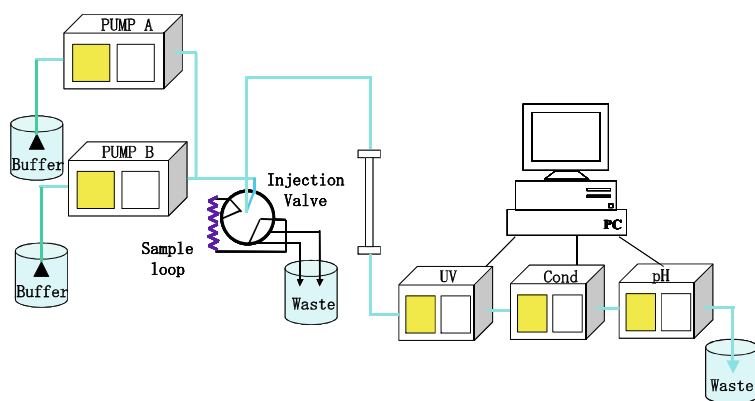 PUMP A
Buffer
PUMP B
Buffer
Injection
Valve
Sample
loop
Waste
PC
UV
Cond
pH
Waste